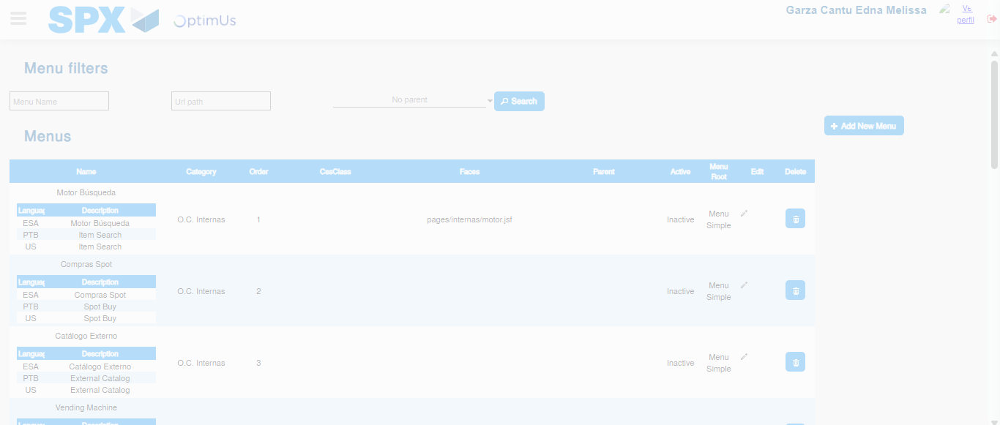 SPX OptimUs
Garza Cantu Edna Melissa
Ve
perfil
Menu filters
Menu Name
Url path
No parent
Search
Add New Menu
Menus
Name Category Order CssClass Faces Parent Active Menu Root Edit Delete
Motor Búsqueda
Languag Description
ESA Motor Búsqueda
PTB Item Search
US Item Search
O.C. Internas 1 pages/internas/motor.jsf Inactive Menu Simple
Compras Spot
Languag Description
ESA Compras Spot
PTB Spot Buy
US Spot Buy
O.C. Internas 2 Inactive Menu Simple
Catálogo Externo
Languag Description
ESA Catálogo Externo
PTB External Catalog
US External Catalog
O.C. Internas 3 Inactive Menu Simple
Vending Machine
Languag Description